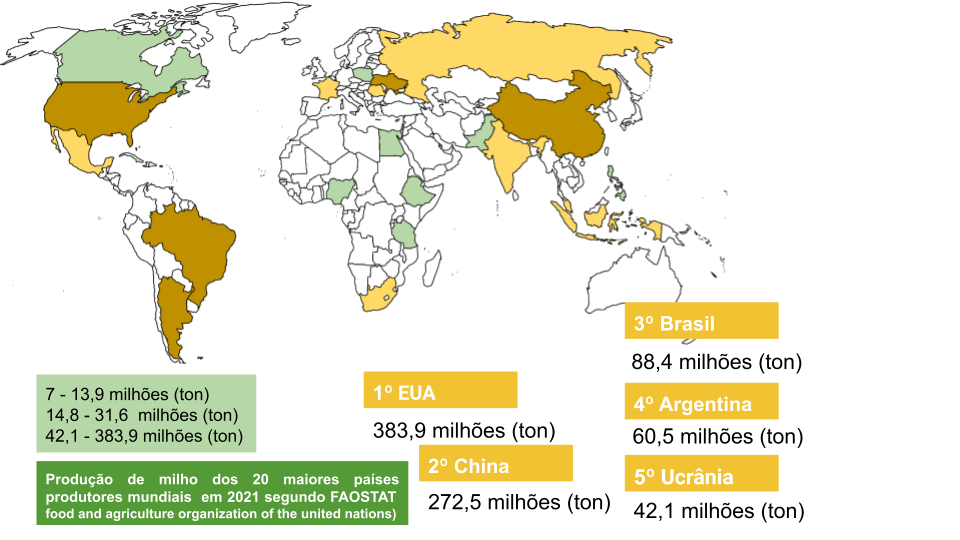 3º Brasil
88,4 milhões (ton)
7 - 13,9 milhões (ton)
14,8 - 31,6 milhões (ton)
42,1 - 383,9 milhões (ton)
1º EUA
383,9 milhões (ton)
4º Argentina
60,5 milhões (ton)
2º China
272,5 milhões (ton)
5º Ucrânia
42,1 milhões (ton)
Produção de milho dos 20 maiores países
produtores mundiais em 2021 segundo FAOSTAT
food and agriculture organization of the united nations)